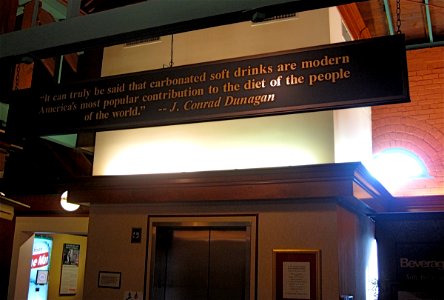 "It can truly be said that carbonated soft drinks are modern
America's most popular contribution to the diet of the people
of the world." -- J. Conrad Dunagan
Beverage